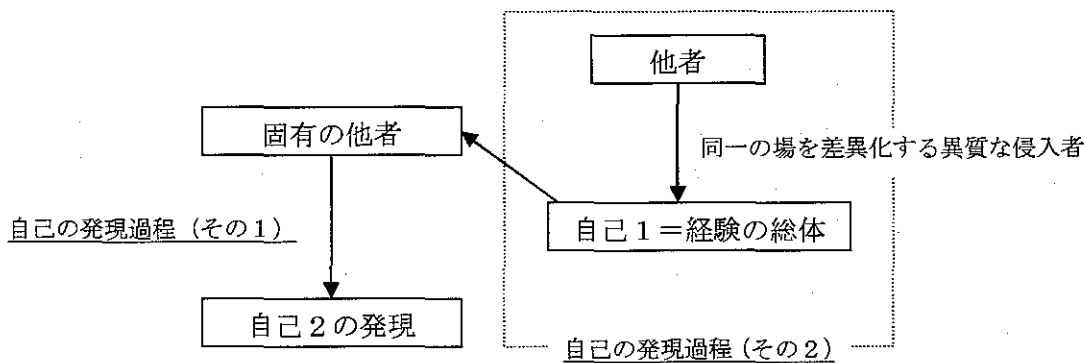 他者
固有の他者
同一の場を差異化する異質な侵入者
自己の発現過程（その１）
自己１＝経験の総体
自己２の発現
自己の発現過程（その２）